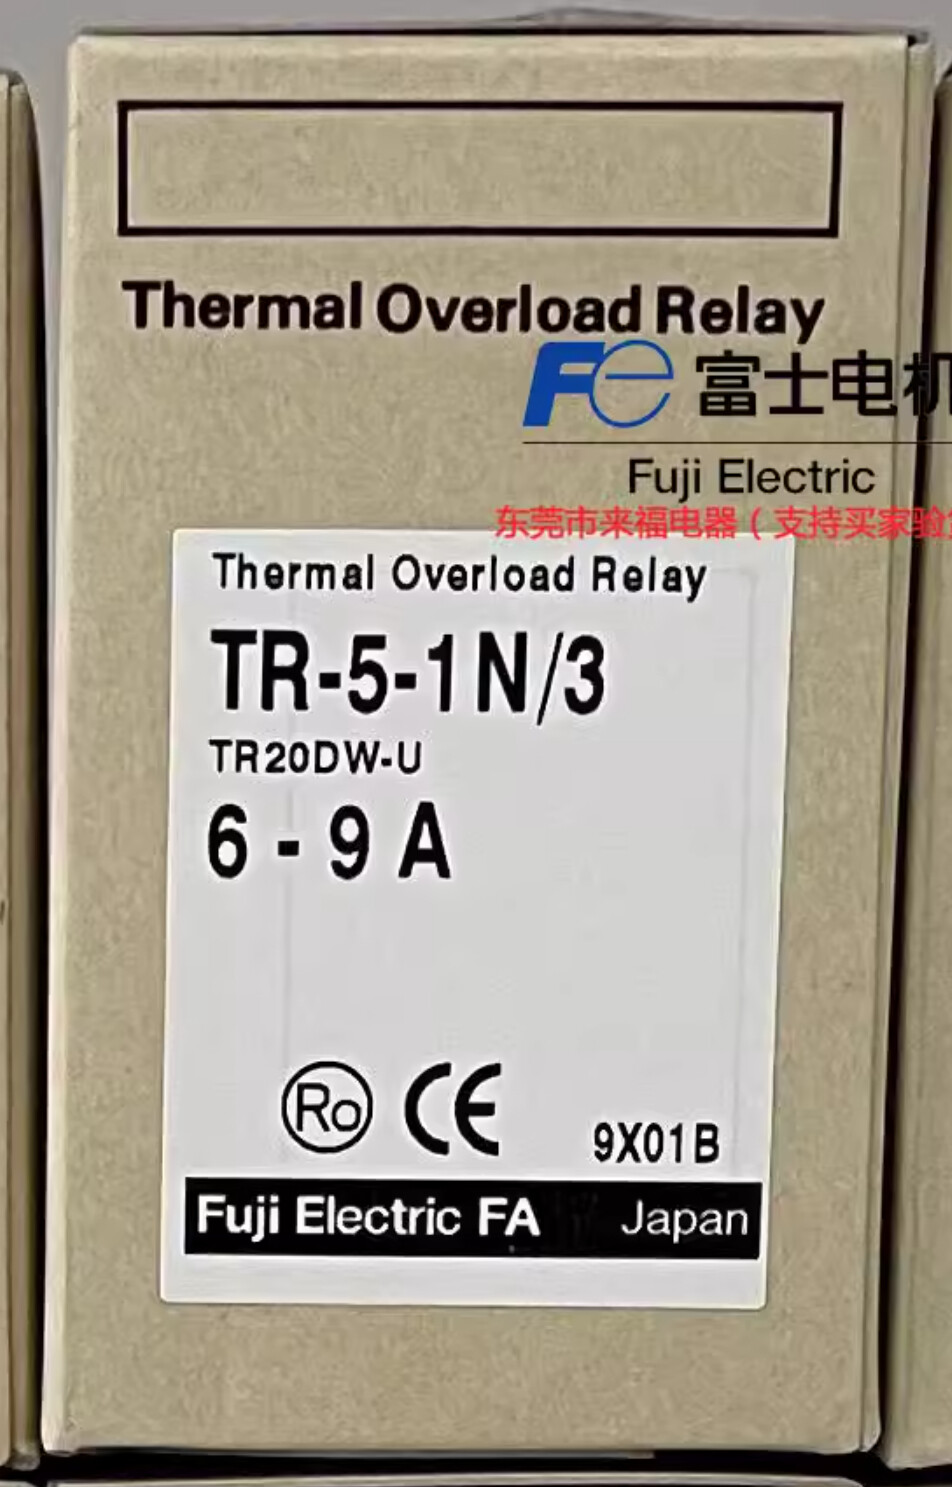 Thermal Overload Relay
Fe 富士电机
Fuji Electric
东莞市来福电器（支持买家验
Thermal Overload Relay
TR-5-1N/3
TR20DW-U
6 - 9 A
Ro CE
9X01B
Fuji Electric FA Japan